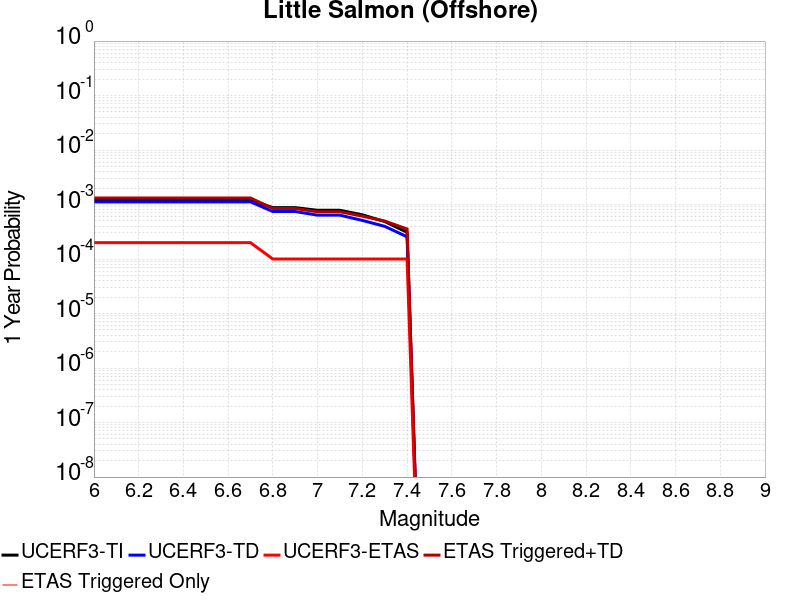 Little Salmon (Offshore)
10^0
10^-1
10^-2
10^-3
10^-4
10^-5
10^-6
10^-7
10^-8
1 Year Probability
6 6.2 6.4 6.6 6.8 7 7.2 7.4 7.6 7.8 8 8.2 8.4 8.6 8.8 9
Magnitude
UCERF3-TI UCERF3-TD UCERF3-ETAS ETAS Triggered+TD
ETAS Triggered Only